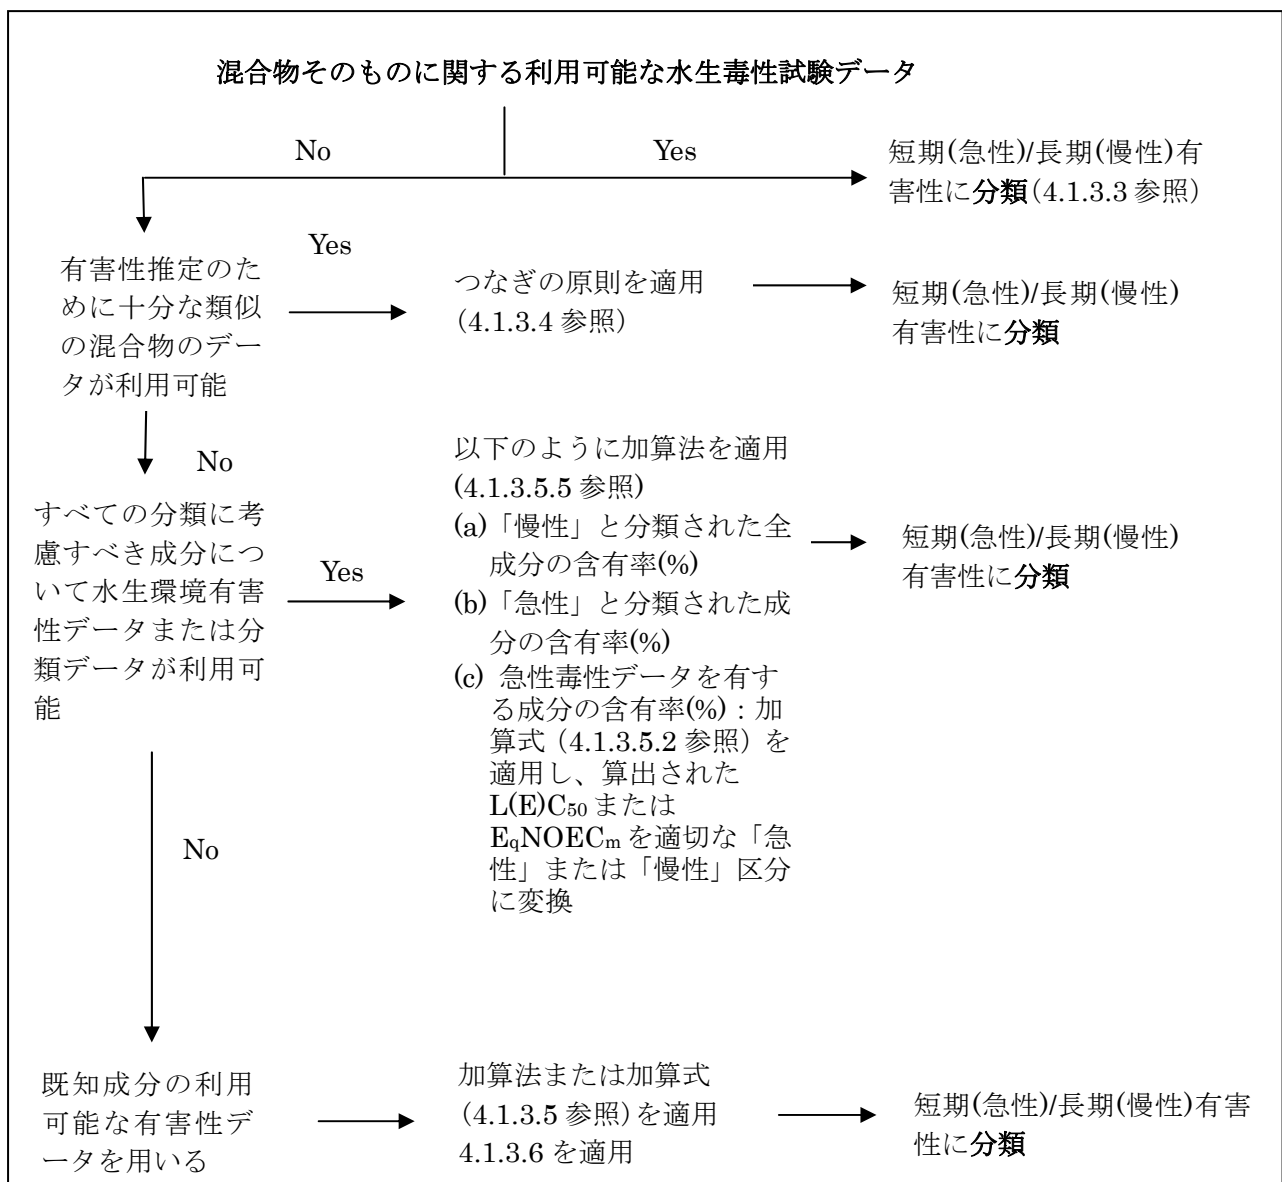 混合物そのものに関する利用可能な水生毒性試験データ
No
Yes
短期(急性)/長期(慢性)有
害性に分類(4.1.3.3 参照)
有害性推定のた
めに十分な類似
の混合物のデー
タが利用可能
Yes
つなぎの原則を適用
(4.1.3.4 参照)
短期(急性)/長期(慢性)
有害性に分類
No
すべての分類に考
慮すべき成分につ
いて水生環境有害
性データまたは分
類データが利用可
能
Yes
以下のように加算法を適用
(4.1.3.5.5 参照)
(a)「慢性」と分類された全
成分の含有率(%)
(b)「急性」と分類された成
分の含有率(%)
(c) 急性毒性データを有す
る成分の含有率(%)：加
算式（4.1.3.5.2 参照）を
適用し、算出された
L(E)C50 または
EqNOECm を適切な「急
性」または「慢性」区分
に変換
短期(急性)/長期(慢性)
有害性に分類
No
既知成分の利用
可能な有害性デ
ータを用いる
加算法または加算式
(4.1.3.5 参照)を適用
4.1.3.6 を適用
短期(急性)/長期(慢性)有害
性に分類